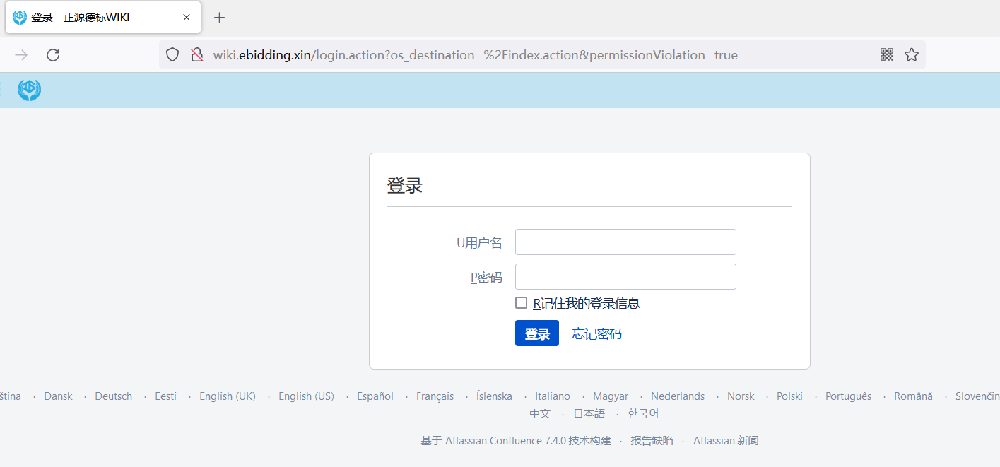 登录 - 正源德标WIKI
wiki.ebidding.xin/login.action?os_destination=%2Findex.action&permissionViolation=true
登录
U用户名
P密码
R记住我的登录信息
登录 忘记密码
ština · Dansk · Deutsch · Eesti · English (UK) · English (US) · Español · Français · Íslenska · Italiano · Magyar · Nederlands · Norsk · Polski · Português · Română · Slovenčin
中文 · 日本語 · 한국어
基于 Atlassian Confluence 7.4.0 技术构建 · 报告缺陷 · Atlassian 新闻